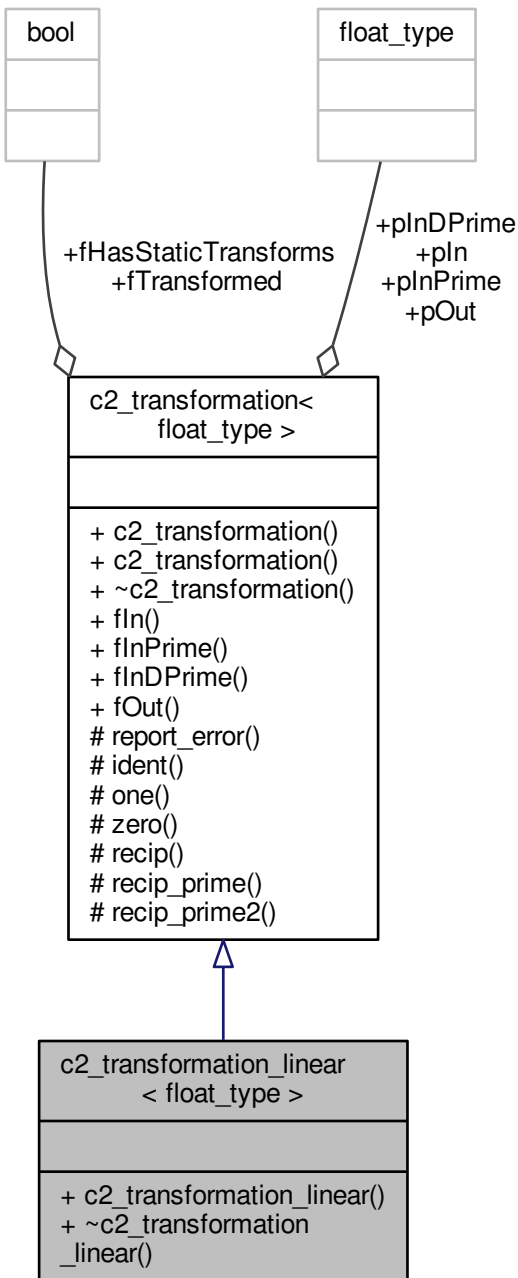 bool
float_type
+fHasStaticTransforms
+fTransformed
+pInDPrime
+pIn
+pInPrime
+pOut
c2_transformation<
float_type >
+ c2_transformation()
+ c2_transformation()
+ ~c2_transformation()
+ fIn()
+ fInPrime()
+ fInDPrime()
+ fOut()
# report_error()
# ident()
# one()
# zero()
# recip()
# recip_prime()
# recip_prime2()
c2_transformation_linear
< float_type >
+ c2_transformation_linear()
+ ~c2_transformation
_linear()